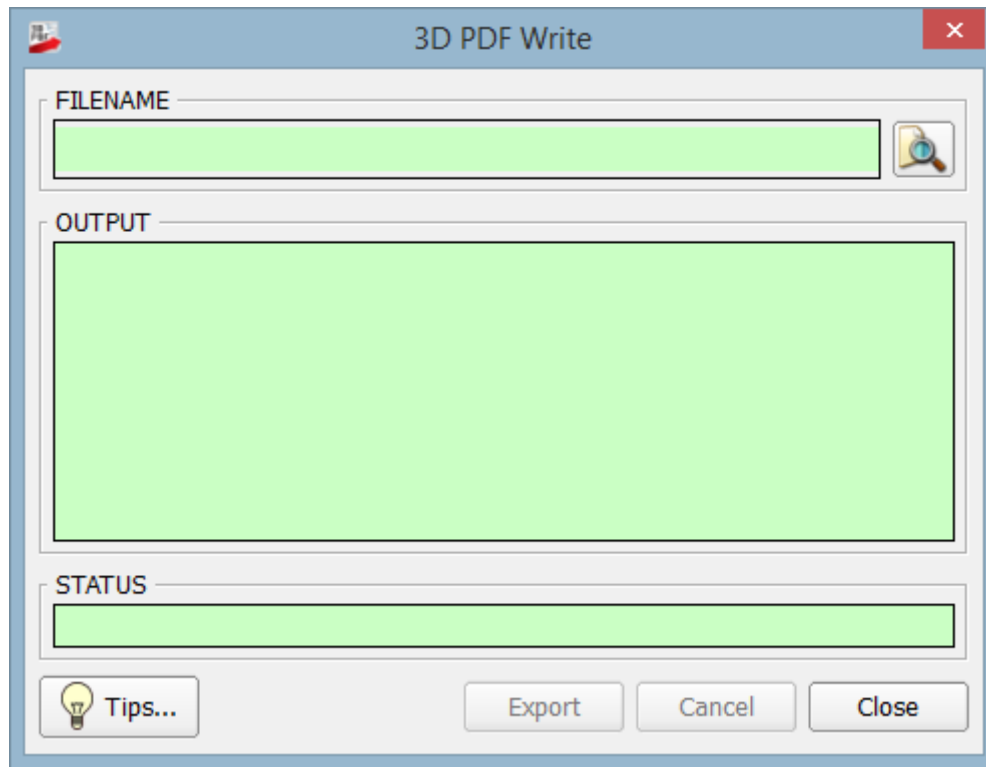 3D PDF Write
FILENAME
OUTPUT
STATUS
Tips...
Export
Cancel
Close